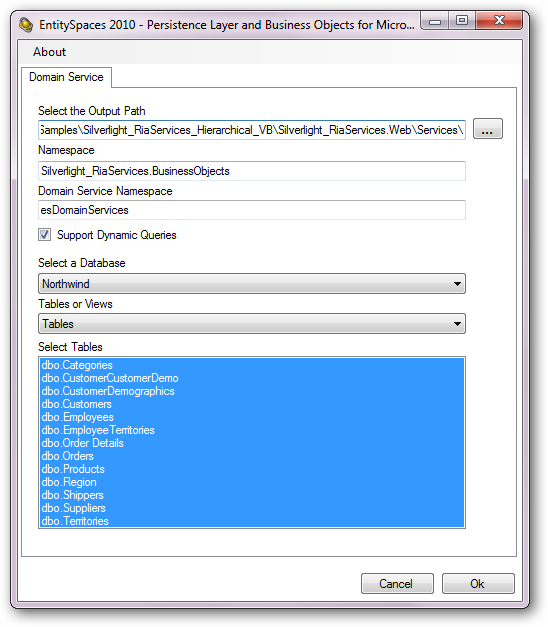 EntitySpaces 2010 - Persistence Layer and Business Objects for Micro...
About
Domain Service
Select the Output Path
Samples\Silverlight_RiaServices_Hierarchical_VB\Silverlight_RiaServices.Web\Services\
...
Namespace
Silverlight_RiaServices.BusinessObjects
Domain Service Namespace
esDomainServices
Support Dynamic Queries
Select a Database
Northwind
Tables or Views
Tables
Select Tables
dbo.Categories
dbo.CustomerCustomerDemo
dbo.CustomerDemographics
dbo.Customers
dbo.Employees
dbo.EmployeeTerritories
dbo.Order Details
dbo.Orders
dbo.Products
dbo.Region
dbo.Shippers
dbo.Suppliers
dbo.Territories
Cancel
Ok